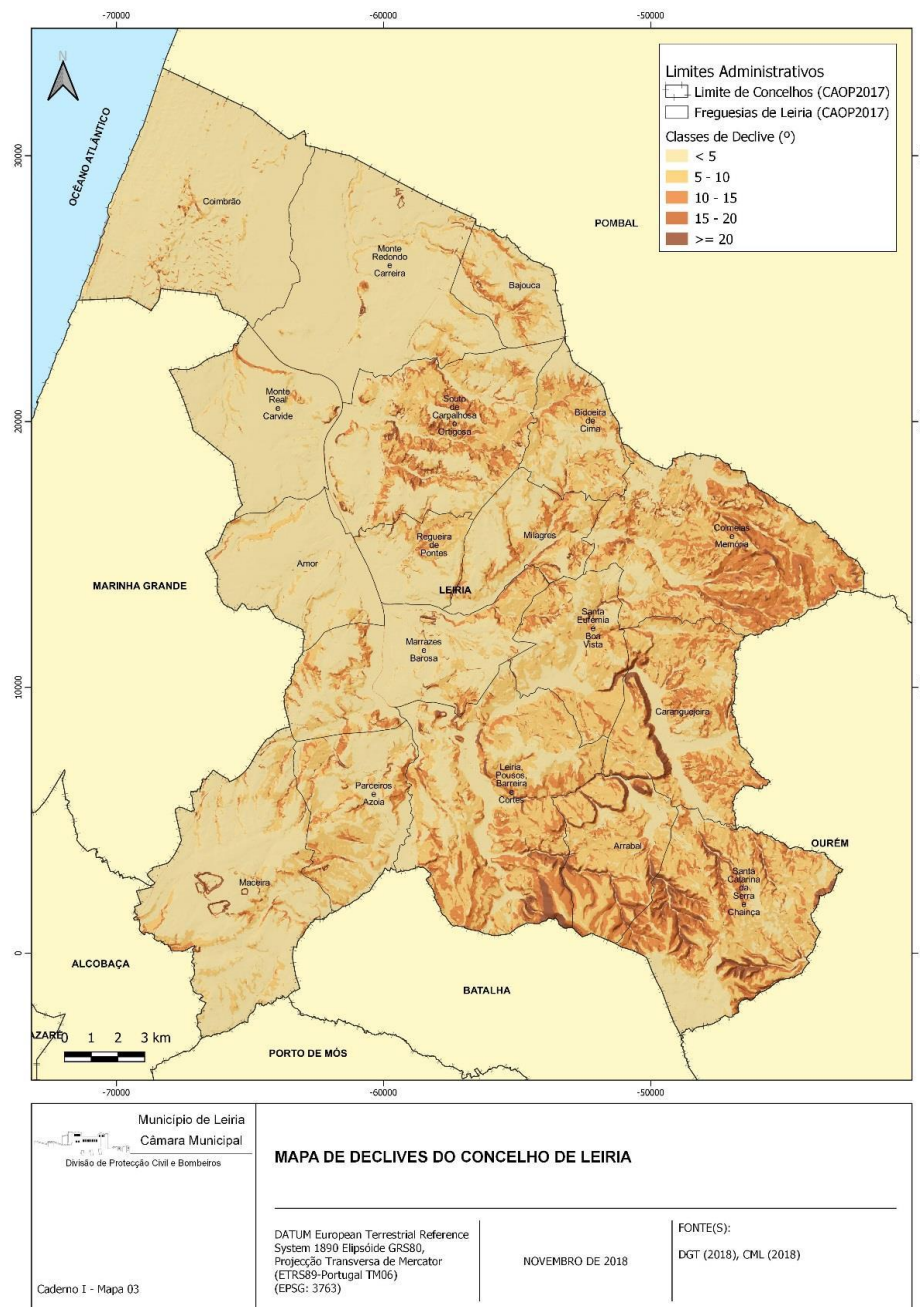 -70000
-60000
-50000
N
OCÉANO ATLÂNTICO
Limites Administrativos
Limite de Concelhos (CAOP2017)
Freguesias de Leiria (CAOP2017)
Classes de Declive (º)
< 5
5 - 10
10 - 15
15 - 20
>= 20
30000
Coimbrão
POMBAL
Monte
Redondo
e
Carreira
Bajouca
20000
Monte
Real
e
Carvide
Souto
de
Carpalhosa
e
Ortigosa
Bidoeira
de
Cima
Regueira
de
Pontes
Milagres
Colmeias
e
Memória
Amor
MARINHA GRANDE
LEIRIA
Santa
Eufémia
e
Boa
Vista
Marrazes
e
Barosa
10000
Caranguejeira
Leiria,
Pousos,
Barreira
e
Cortes
Parceiros
e
Azoia
Arrabal
OURÉM
Santa
Catarina
da
Serra
e
Chainça
Maceira
0
ALCOBAÇA
BATALHA
AZARÉ
0 1 2 3 km
PORTO DE MÓS
-70000
-60000
-50000
Município de Leiria
Câmara Municipal
Divisão de Protecção Civil e Bombeiros
Caderno I - Mapa 03
MAPA DE DECLIVES DO CONCELHO DE LEIRIA
DATUM European Terrestrial Reference
System 1890 Elipsóide GRS80,
Projecção Transversa de Mercator
(ETRS89-Portugal TM06)
(EPSG: 3763)
NOVEMBRO DE 2018
FONTE(S):
DGT (2018), CML (2018)